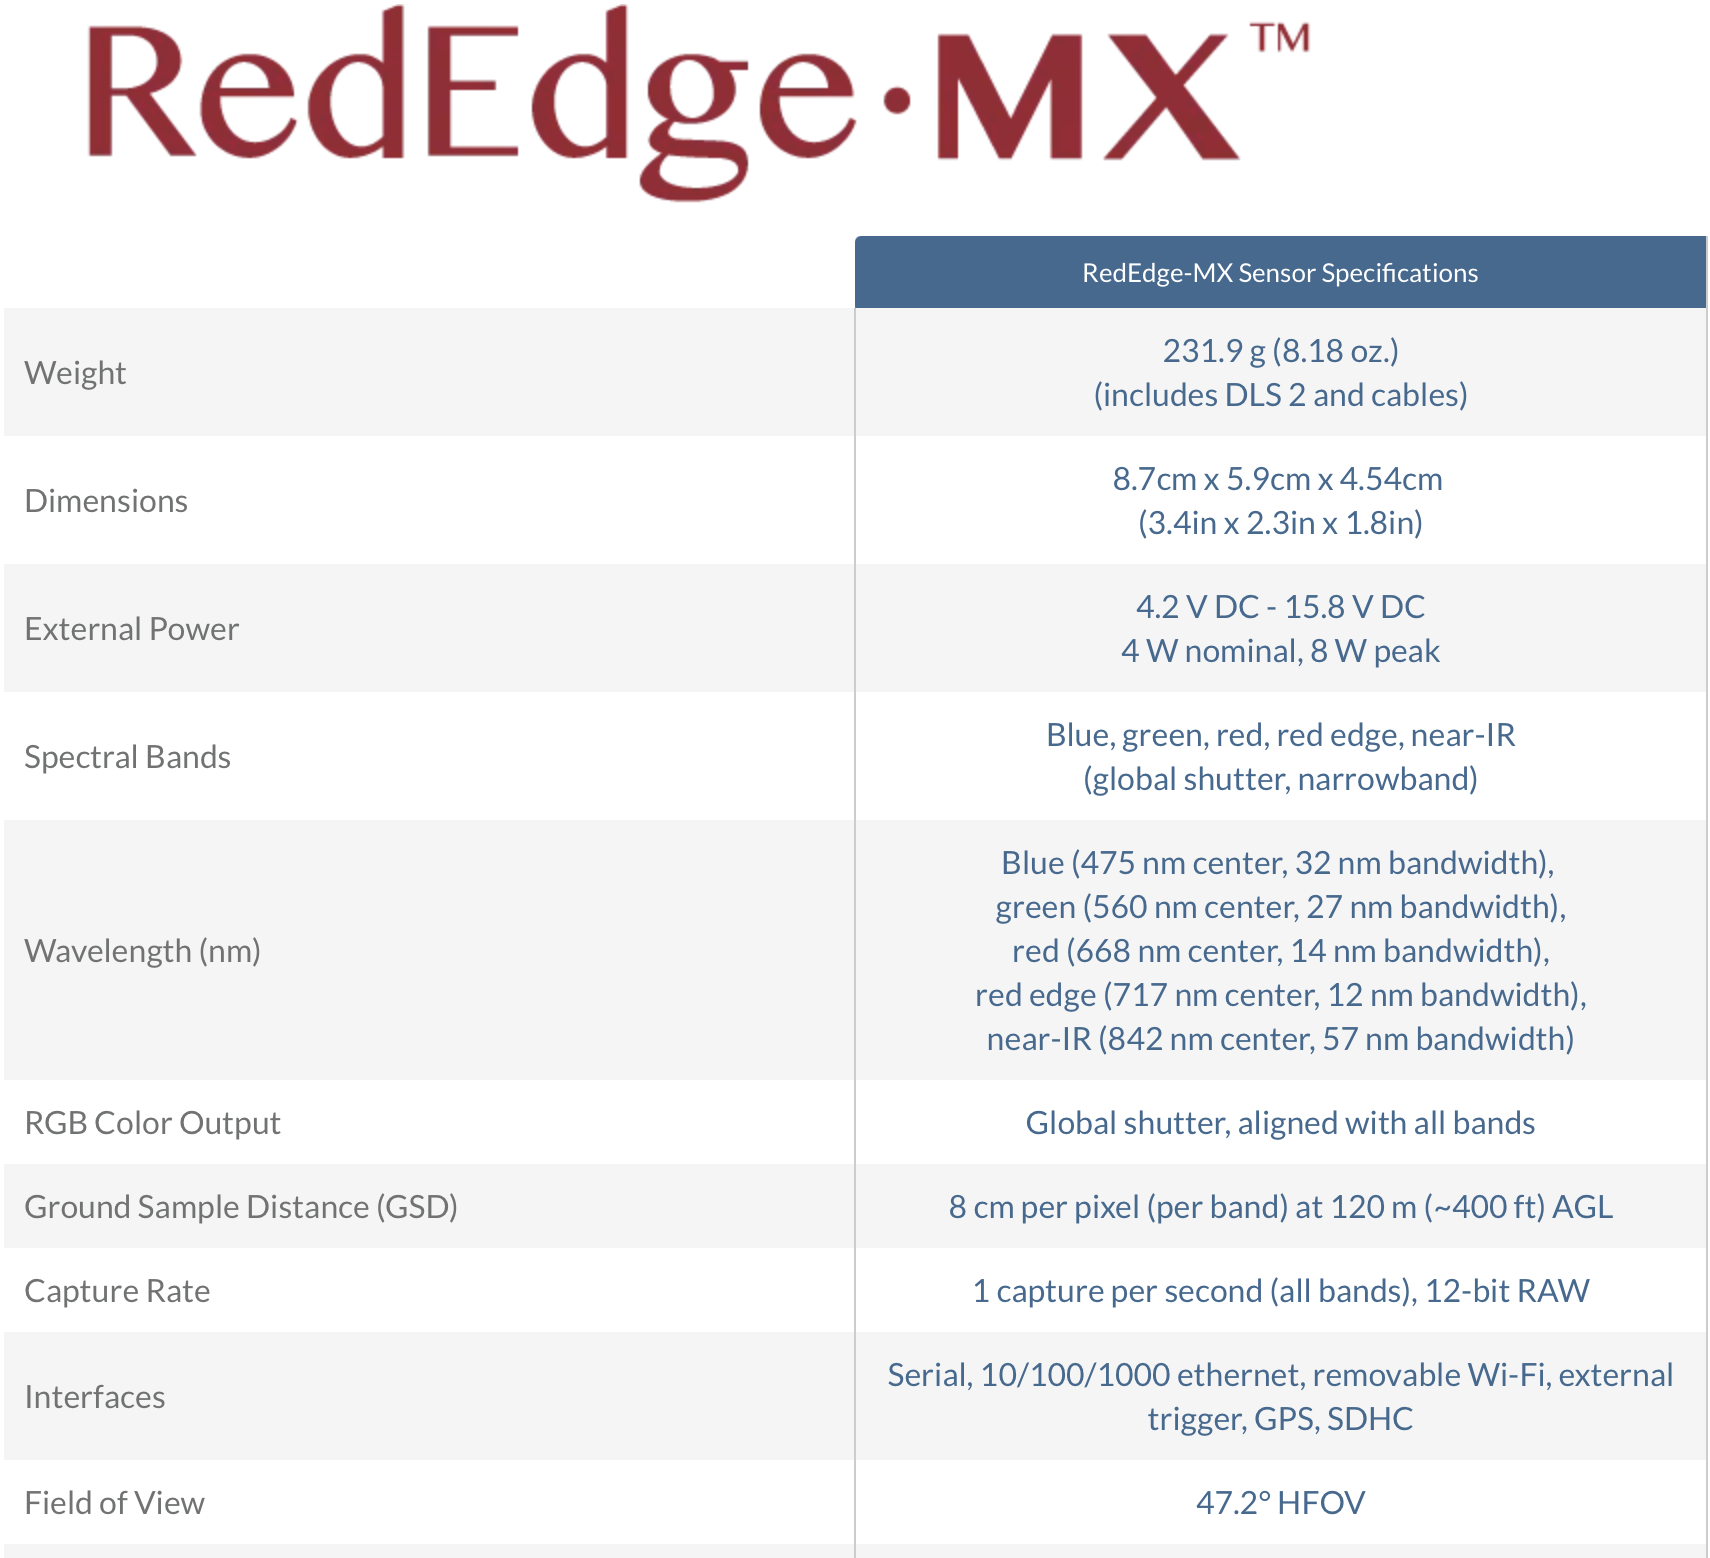 RedEdge·MX™
RedEdge-MX Sensor Specifications
Weight
231.9 g (8.18 oz.)
(includes DLS 2 and cables)
Dimensions
8.7cm x 5.9cm x 4.54cm
(3.4in x 2.3in x 1.8in)
External Power
4.2 V DC - 15.8 V DC
4 W nominal, 8 W peak
Spectral Bands
Blue, green, red, red edge, near-IR
(global shutter, narrowband)
Wavelength (nm)
Blue (475 nm center, 32 nm bandwidth),
green (560 nm center, 27 nm bandwidth),
red (668 nm center, 14 nm bandwidth),
red edge (717 nm center, 12 nm bandwidth),
near-IR (842 nm center, 57 nm bandwidth)
RGB Color Output
Global shutter, aligned with all bands
Ground Sample Distance (GSD)
8 cm per pixel (per band) at 120 m (~400 ft) AGL
Capture Rate
1 capture per second (all bands), 12-bit RAW
Interfaces
Serial, 10/100/1000 ethernet, removable Wi-Fi, external
trigger, GPS, SDHC
Field of View
47.2° HFOV